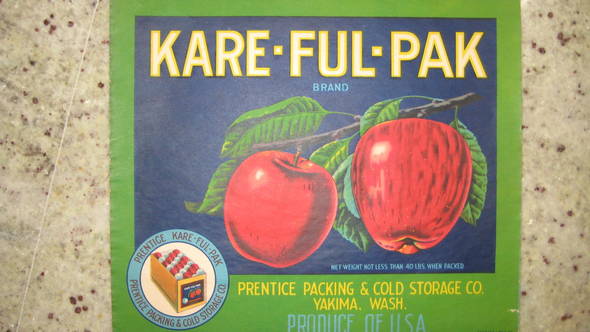 KARE·FUL·PAK
BRAND
NET WEIGHT NOT LESS THAN 40 LBS. WHEN PACKED
PRENTICE KARE-FUL-PAK
PRENTICE PACKING & COLD STORAGE CO.
PRENTICE PACKING & COLD STORAGE CO.
YAKIMA, WASH.
PRODUCE OF U.S.A.